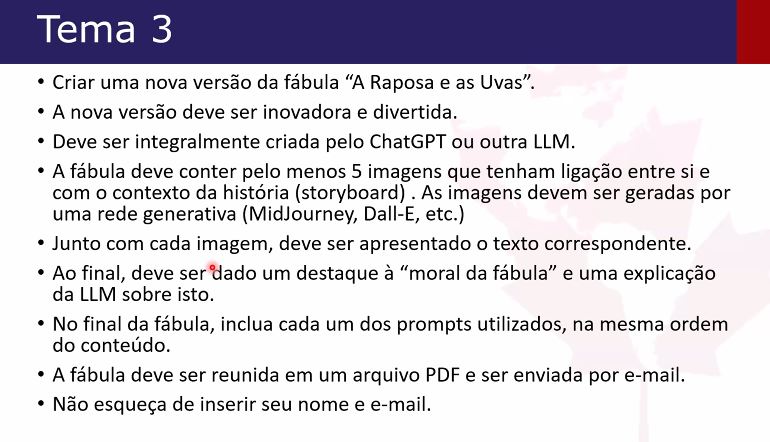 Tema 3
• Criar uma nova versão da fábula “A Raposa e as Uvas”.
• A nova versão deve ser inovadora e divertida.
• Deve ser integralmente criada pelo ChatGPT ou outra LLM.
• A fábula deve conter pelo menos 5 imagens que tenham ligação entre si e
com o contexto da história (storyboard) . As imagens devem ser geradas por
uma rede generativa (MidJourney, Dall-E, etc.)
• Junto com cada imagem, deve ser apresentado o texto correspondente.
• Ao final, deve ser dado um destaque à “moral da fábula” e uma explicação
da LLM sobre isto.
• No final da fábula, inclua cada um dos prompts utilizados, na mesma ordem
do conteúdo.
• A fábula deve ser reunida em um arquivo PDF e ser enviada por e-mail.
• Não esqueça de inserir seu nome e e-mail.